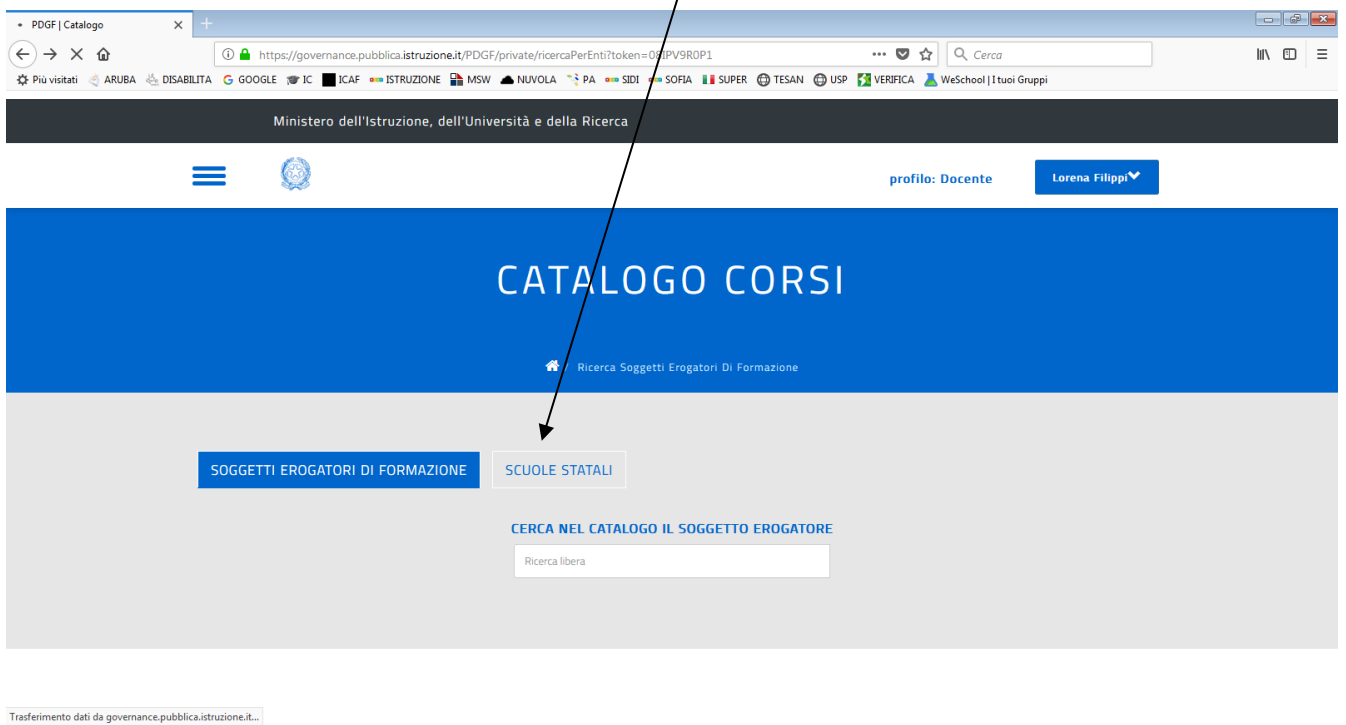 PDGF | Catalogo
https://governance.pubblica.istruzione.it/PDGF/private/ricercaPerEnti?token=08IPV9R0P1
Cerca
Più visitati ARUBA DISABILITA GOOGLE IC ICAF ISTRUZIONE MSW NUVOLA PA SIDI SOFIA SUPER TESAN USP VERIFICA WeSchool | I tuoi Gruppi
Ministero dell'Istruzione, dell'Università e della Ricerca
profilo: Docente
Lorena Filippi
CATALOGO CORSI
/ Ricerca Soggetti Erogatori Di Formazione
SOGGETTI EROGATORI DI FORMAZIONE
SCUOLE STATALI
CERCA NEL CATALOGO IL SOGGETTO EROGATORE
Ricerca libera
Trasferimento dati da governance.pubblica.istruzione.it...